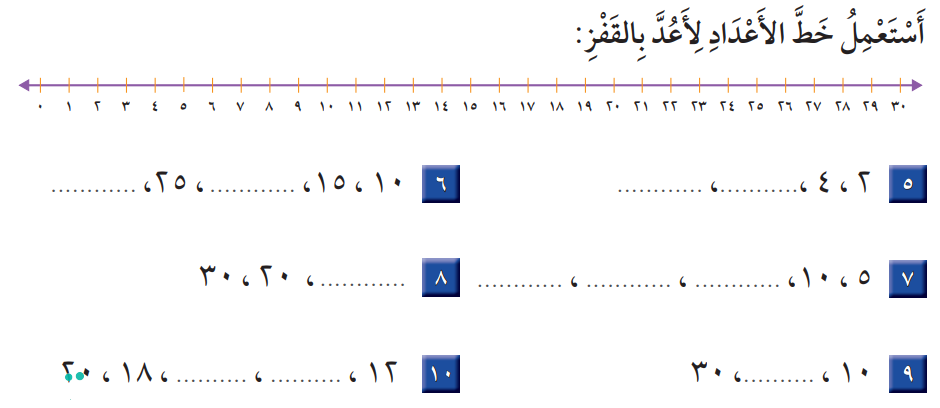 أَسْتَعْمِلُ خَطَّ الأَعْدَادِ لِأَعُدَّ بِالقَفْزِ:
٠ ١ ٢ ٣ ٤ ٥ ٦ ٧ ٨ ٩ ١٠ ١١ ١٢ ١٣ ١٤ ١٥ ١٦ ١٧ ١٨ ١٩ ٢٠ ٢١ ٢٢ ٢٣ ٢٤ ٢٥ ٢٦ ٢٧ ٢٨ ٢٩ ٣٠
٥ ٢ ، ٤ ،...........، ............
٦ ١٠ ، ١٥، ............ ، ٢٥، ............
٧ ٥ ، ١٠، ............ ، ............ ، ............
٨ ............ ، ٢٠ ، ٣٠
٩ ١٠ ، ..........، ٣٠
١٠ ١٢ ، .......... ، .......... ، ١٨ ، ٢٠